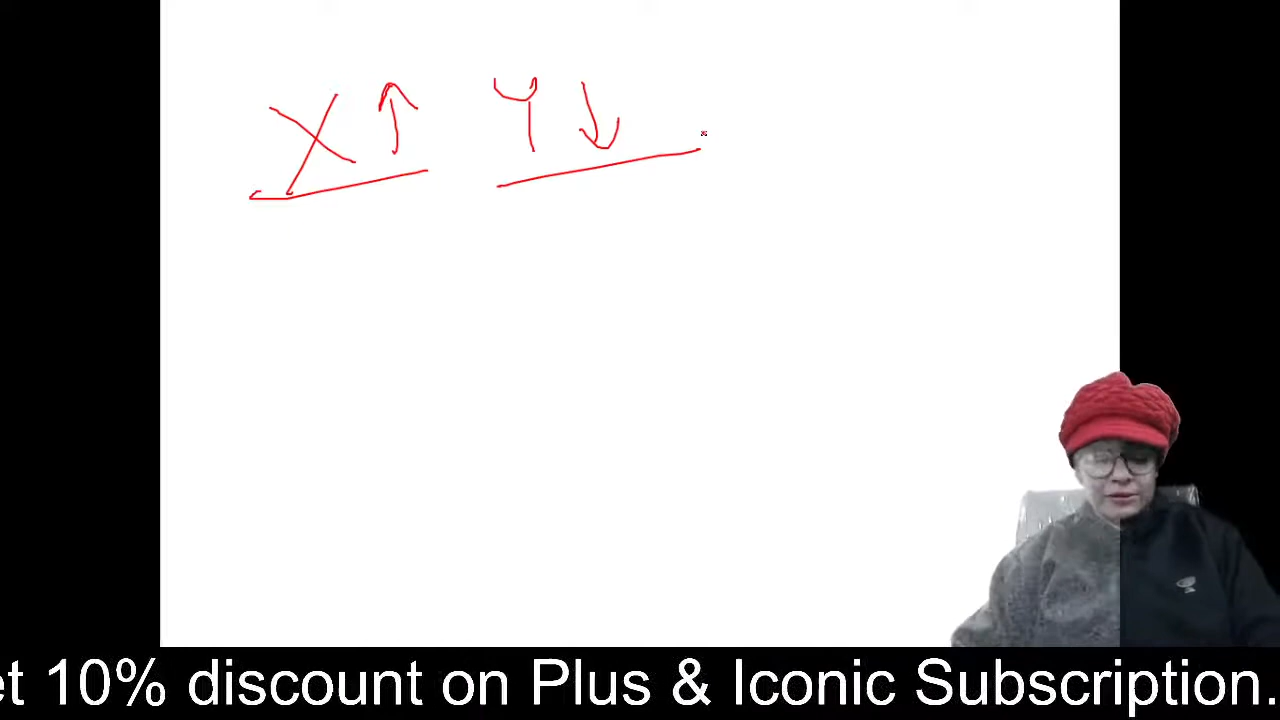 X ↑ Y ↓
et 10% discount on Plus & Iconic Subscription.